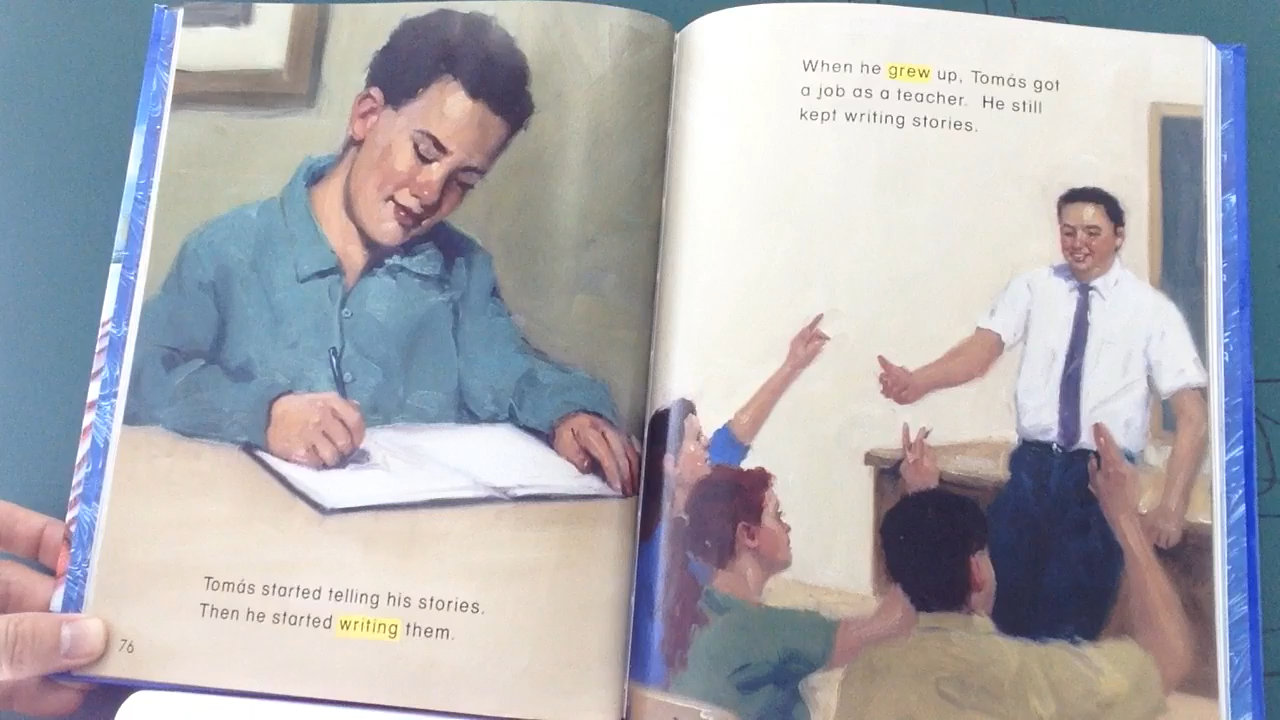 Tomás started telling his stories.
Then he started writing them.
76
When he grew up, Tomás got
a job as a teacher. He still
kept writing stories.